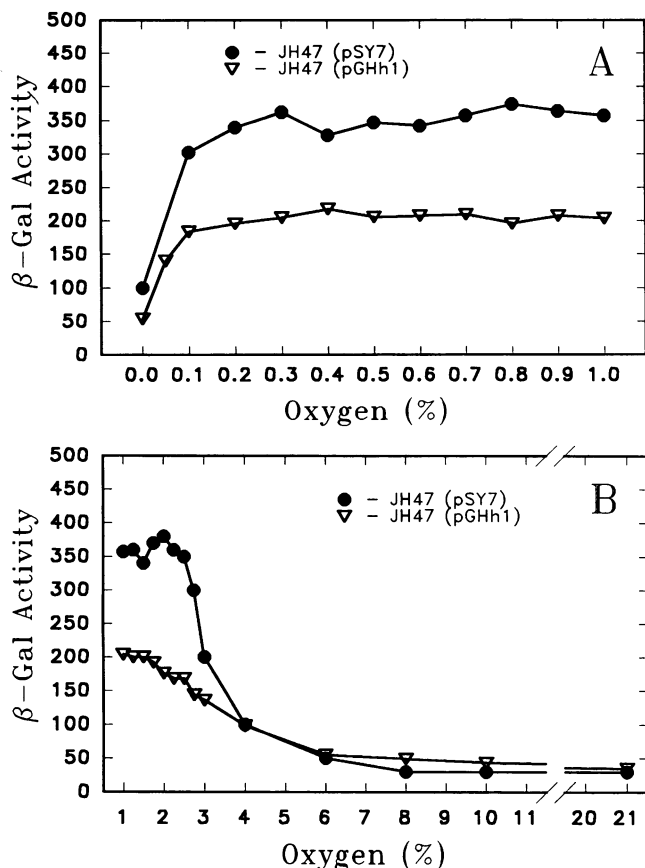 500
450
400
350
300
250
200
150
100
50
0
β-Gal Activity
● - JH47 (pSY7)
▽ - JH47 (pGHh1)
A
0.0 0.1 0.2 0.3 0.4 0.5 0.6 0.7 0.8 0.9 1.0
Oxygen (%)
500
450
400
350
300
250
200
150
100
50
0
β-Gal Activity
● - JH47 (pSY7)
▼ - JH47 (pGHh1)
B
1 2 3 4 5 6 7 8 9 10 11 20 21
Oxygen (%)